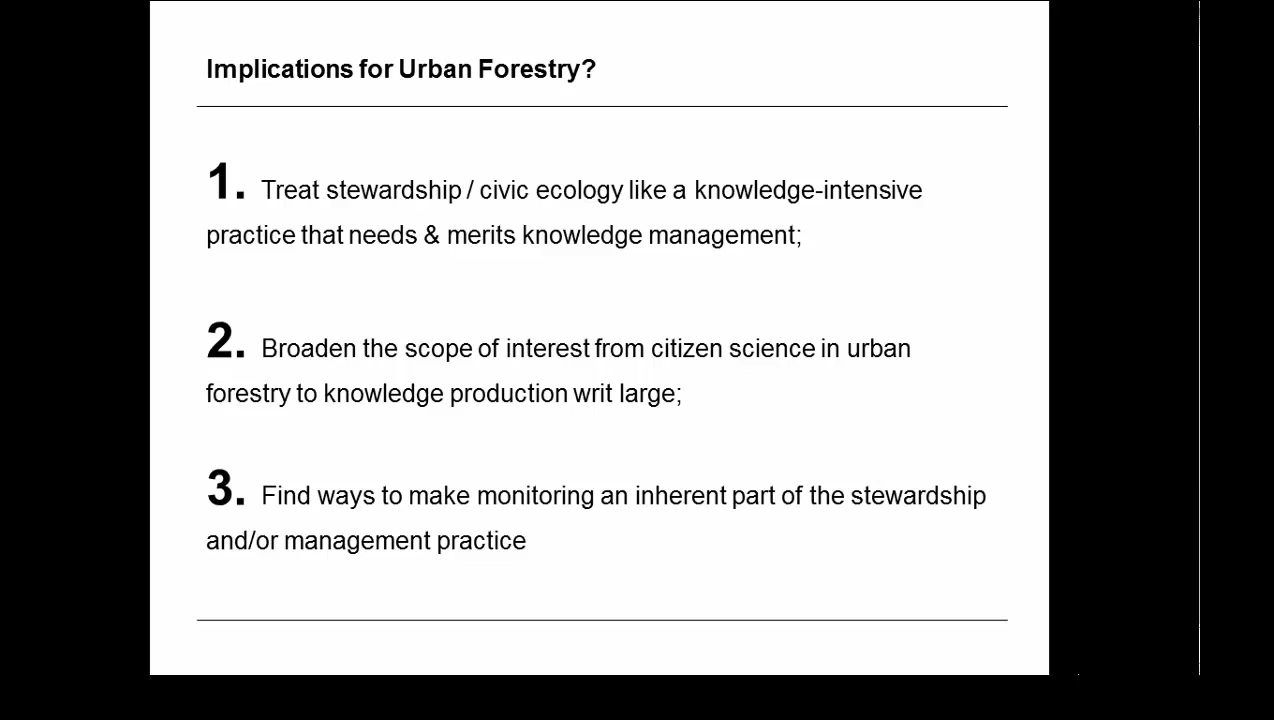 Implications for Urban Forestry?
1. Treat stewardship / civic ecology like a knowledge-intensive
practice that needs & merits knowledge management;
2. Broaden the scope of interest from citizen science in urban
forestry to knowledge production writ large;
3. Find ways to make monitoring an inherent part of the stewardship
and/or management practice